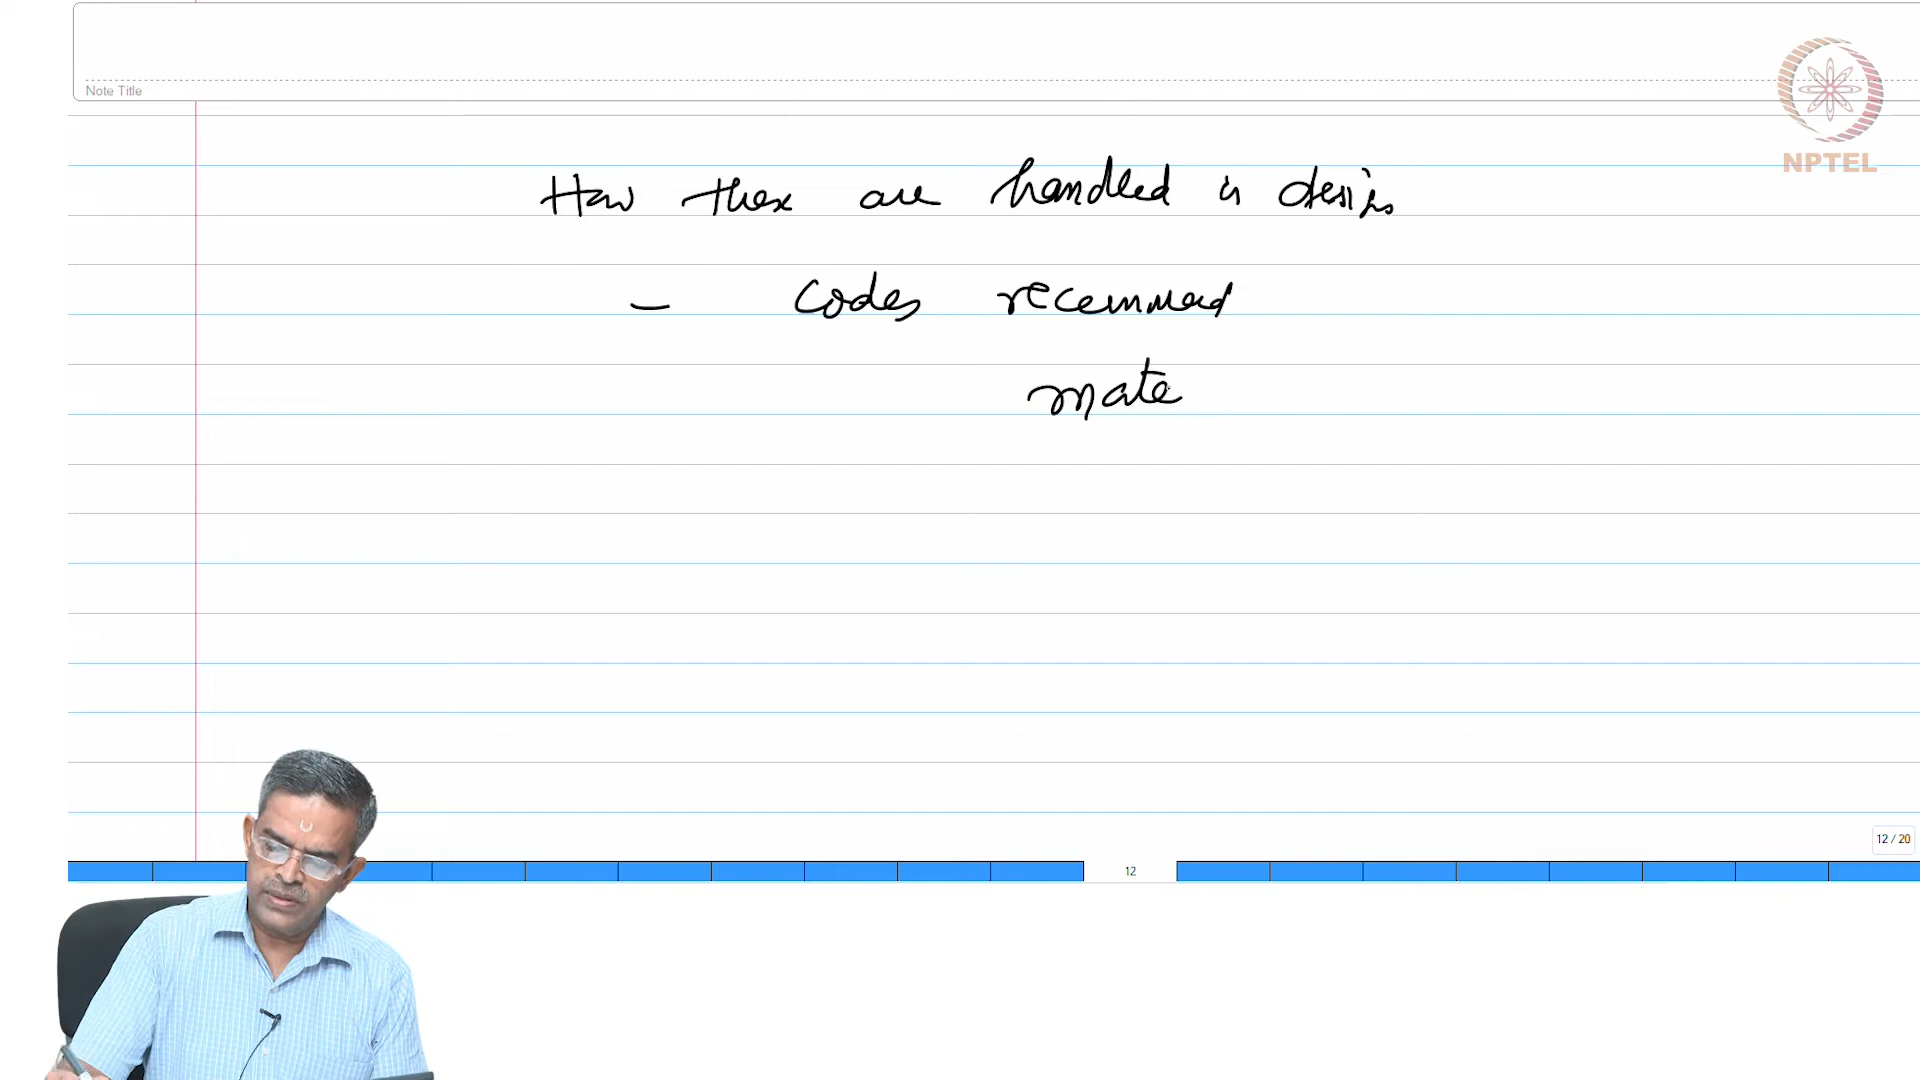 NPTEL
Note Title
How these are handled in design
- codes recommend
mate
12 / 20
12